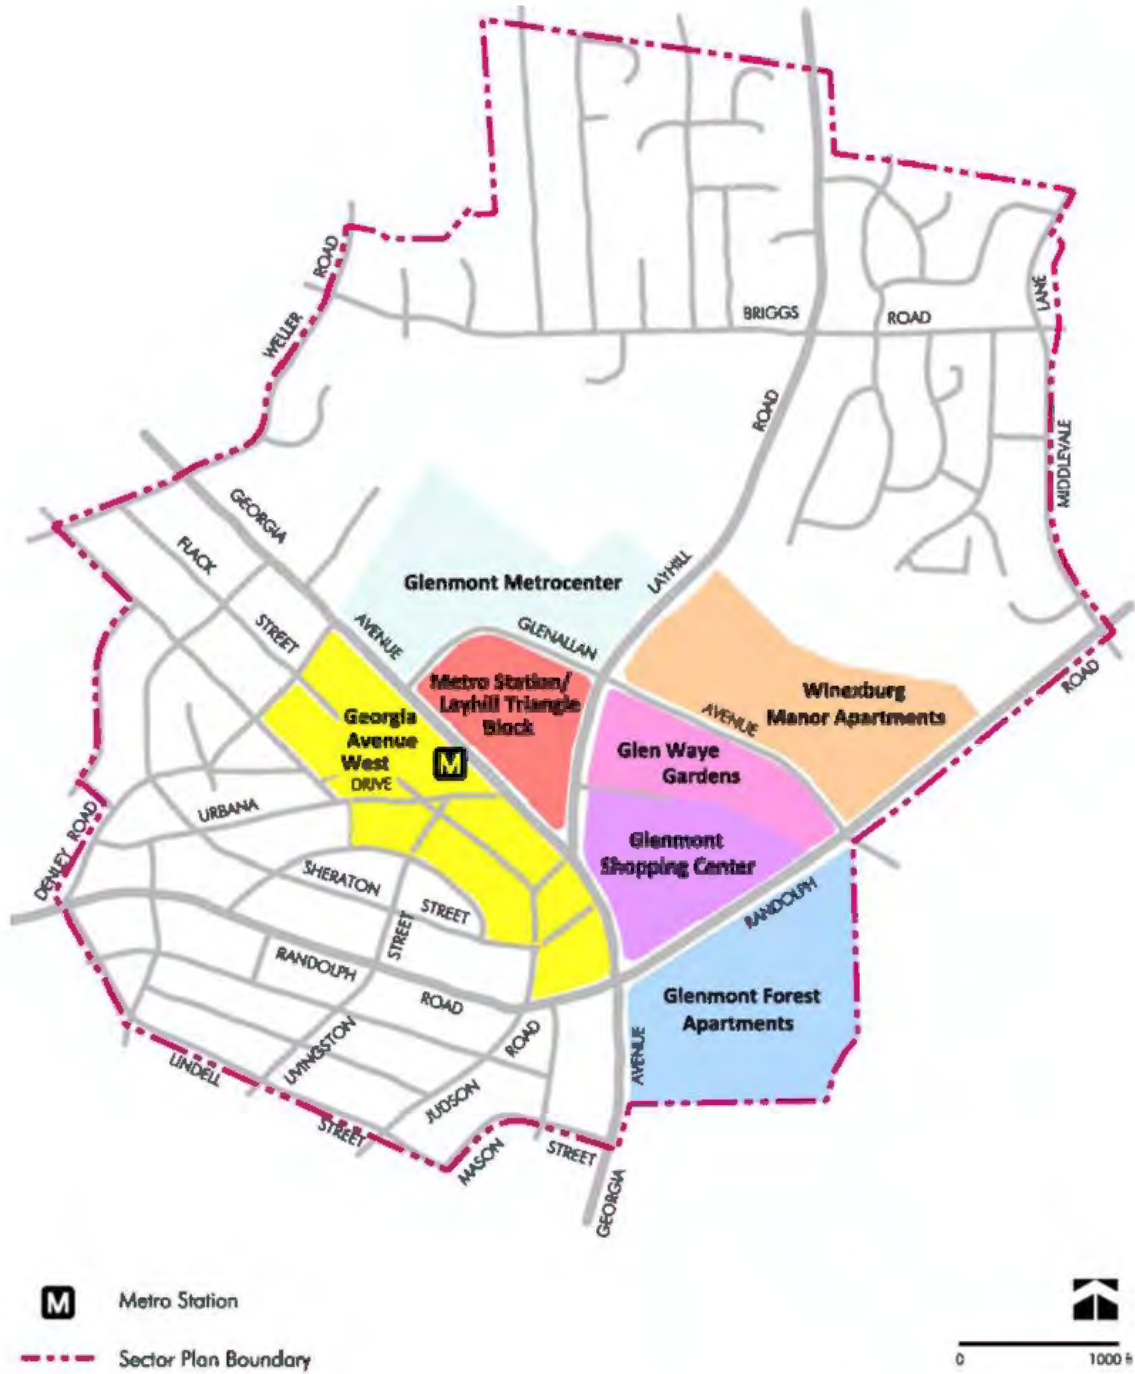 ROAD
WELLER
BRIGGS
ROAD
LANE
ROAD
MIDDLEVALE
GEORGIA
FLACK
STREET
AVENUE
LAYHILL
Glenmont Metrocenter
GLENALLAN
Metro Station/
Layhill Triangle
Block
Winexburg
Manor Apartments
ROAD
AVENUE
Georgia
Avenue
West
M
DRIVE
URBANA
Glen Waye
Gardens
Glenmont
Shopping Center
DENLEY ROAD
SHERATON
STREET
STREET
RANDOLPH
RANDOLPH
ROAD
Glenmont Forest
Apartments
ROAD
AVENUE
LIVINGSTON
LINDELL
JUDSON
STREET
MASON
STREET
GEORGIA
M Metro Station
Sector Plan Boundary
0 1000 ft